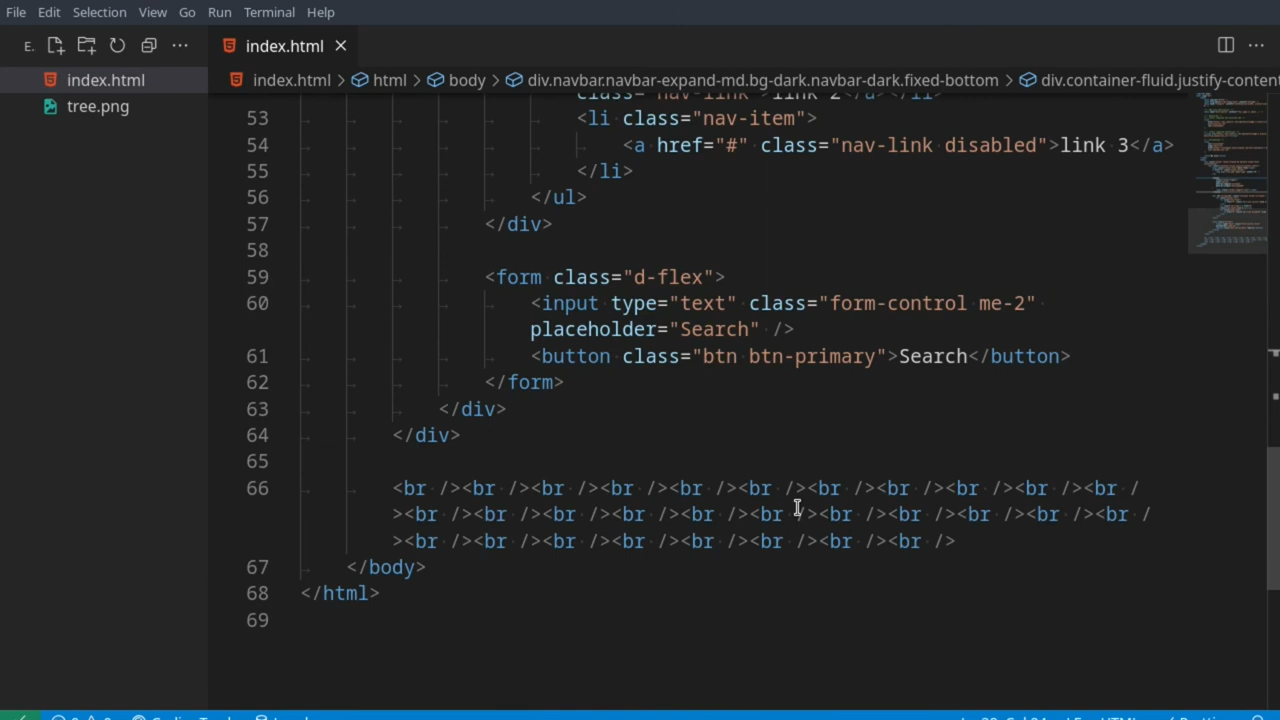 File Edit Selection View Go Run Terminal Help
E. index.html
index.html > html > body > div.navbar.navbar-expand-md.bg-dark.navbar-dark.fixed-bottom > div.container-fluid.justify-content
index.html
tree.png
class="nav-link">link 2</a></li>
53 <li class="nav-item">
54 <a href="#" class="nav-link disabled">link 3</a>
55 </li>
56 </ul>
57 </div>
58
59 <form class="d-flex">
60 <input type="text" class="form-control me-2"
placeholder="Search" />
61 <button class="btn btn-primary">Search</button>
62 </form>
63 </div>
64 </div>
65
66 <br /><br /><br /><br /><br /><br /><br /><br /><br /><br /><br /
><br /><br /><br /><br /><br /><br /><br /><br /><br /><br /><br /
><br /><br /><br /><br /><br /><br /><br /><br />
67 </body>
68 </html>
69